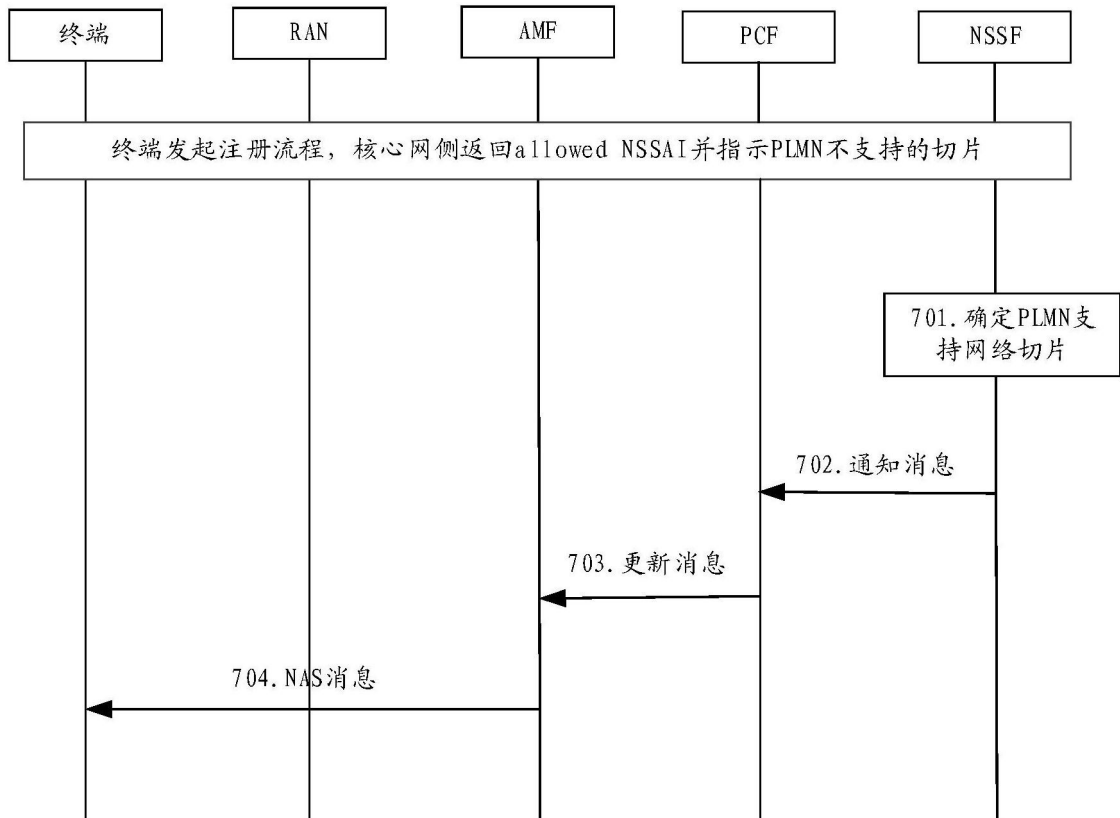 终端
RAN
AMF
PCF
NSSF
终端发起注册流程，核心网侧返回allowed NSSAI并指示PLMN不支持的切片
701.确定PLMN支
持网络切片
702.通知消息
703.更新消息
704.NAS消息